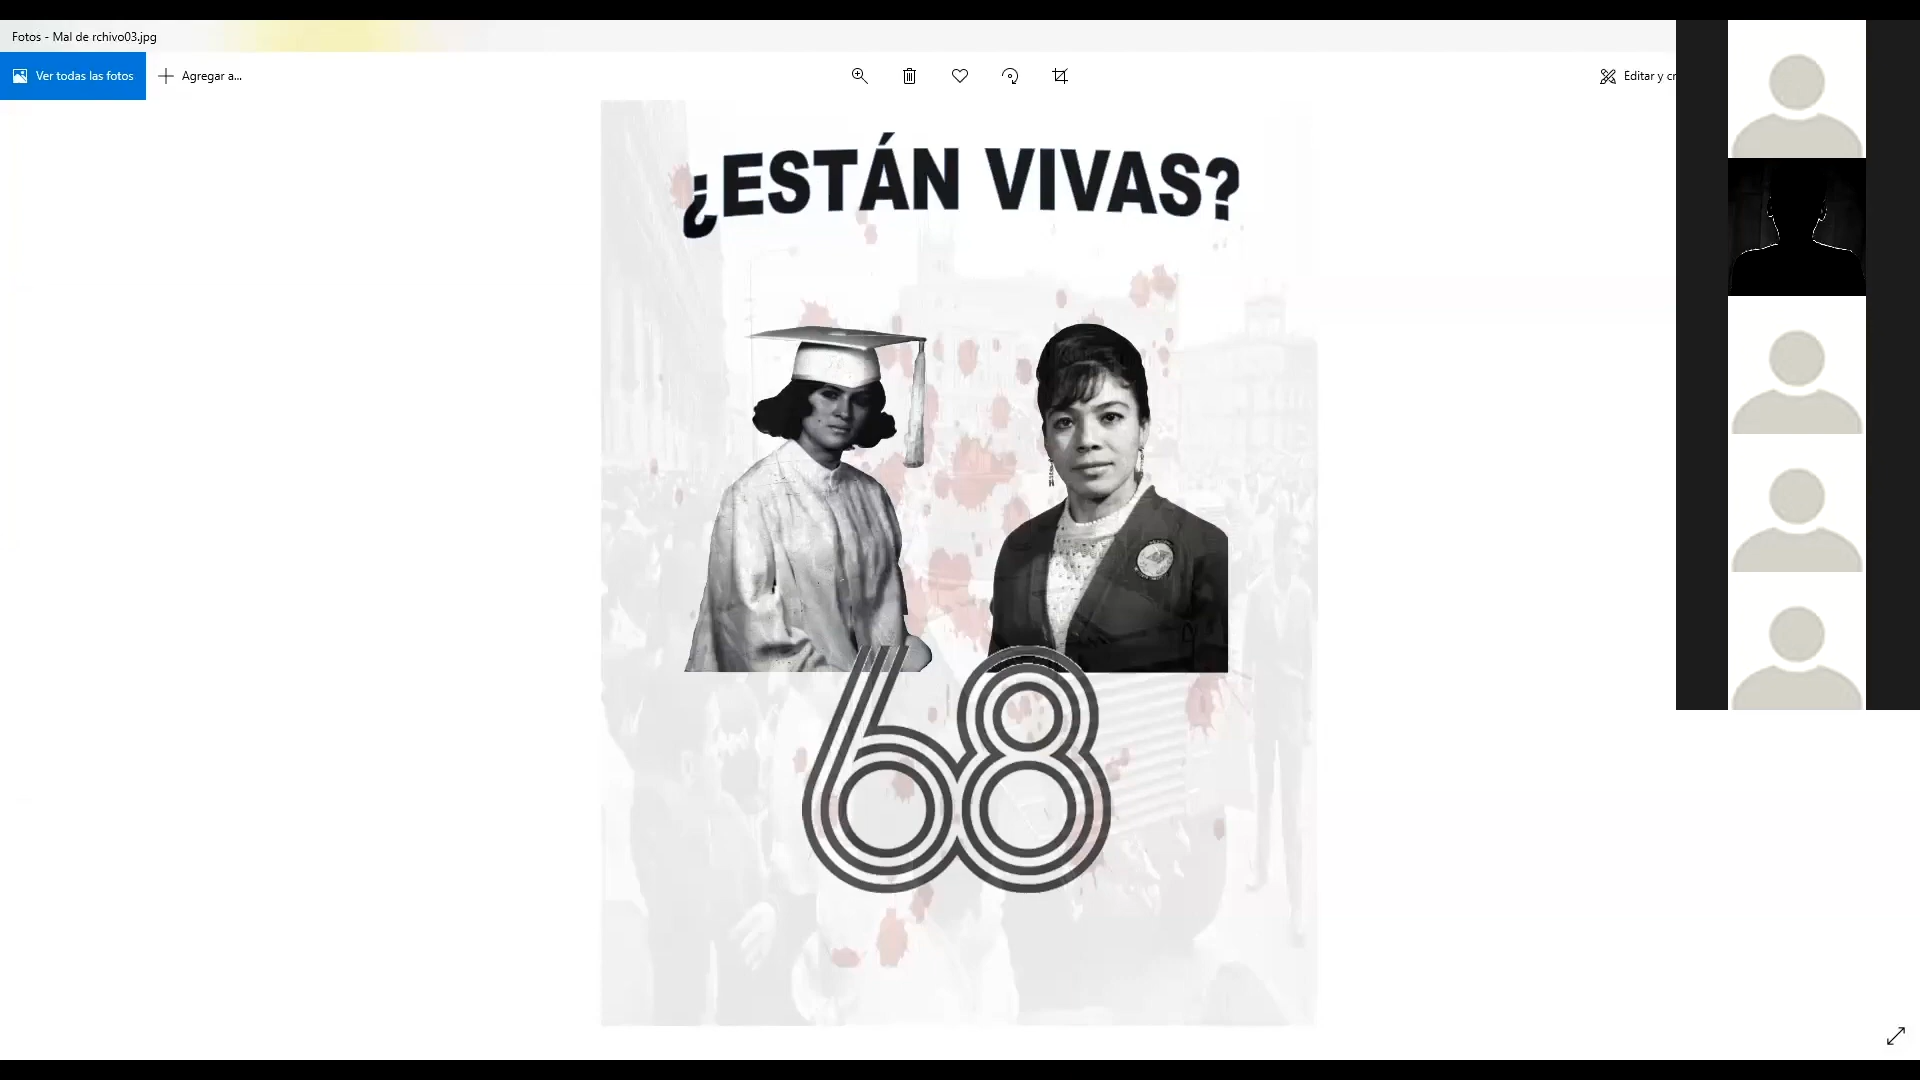 Fotos - Mal de rchivo03.jpg
Ver todas las fotos
Agregar a...
Editar y cr
¿ESTÁN VIVAS?
68